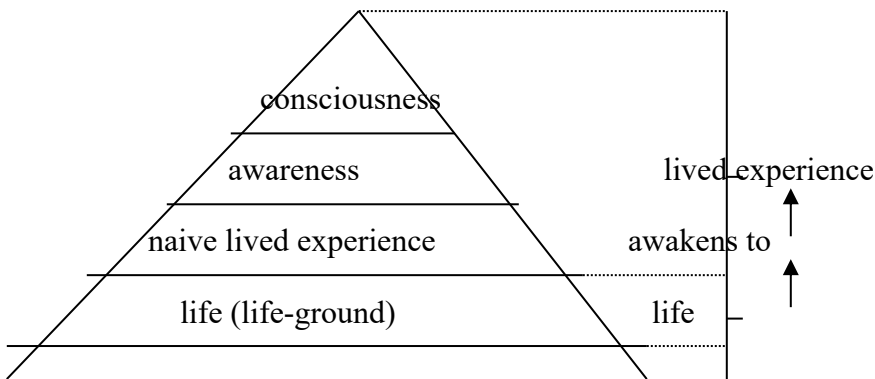 consciousness
awareness
lived experience
naive lived experience
awakens to
life (life-ground)
life